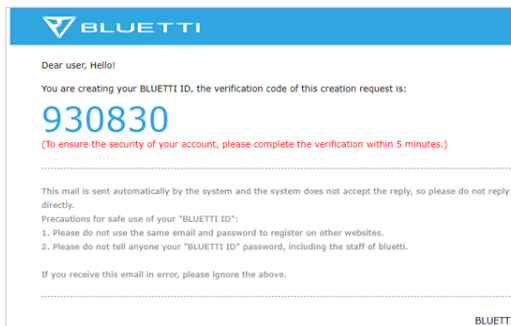 BLUETTI
Dear user, Hello!
You are creating your BLUETTI ID, the verification code of this creation request is:
930830
(To ensure the security of your account, please complete the verification within 5 minutes.)
This mail is sent automatically by the system and the system does not accept the reply, so please do not reply
directly.
Precautions for safe use of your "BLUETTI ID":
1. Please do not use the same email and password to register on other websites.
2. Please do not tell anyone your "BLUETTI ID" password, including the staff of bluetti.
If you receive this email in error, please ignore the above.
BLUETT